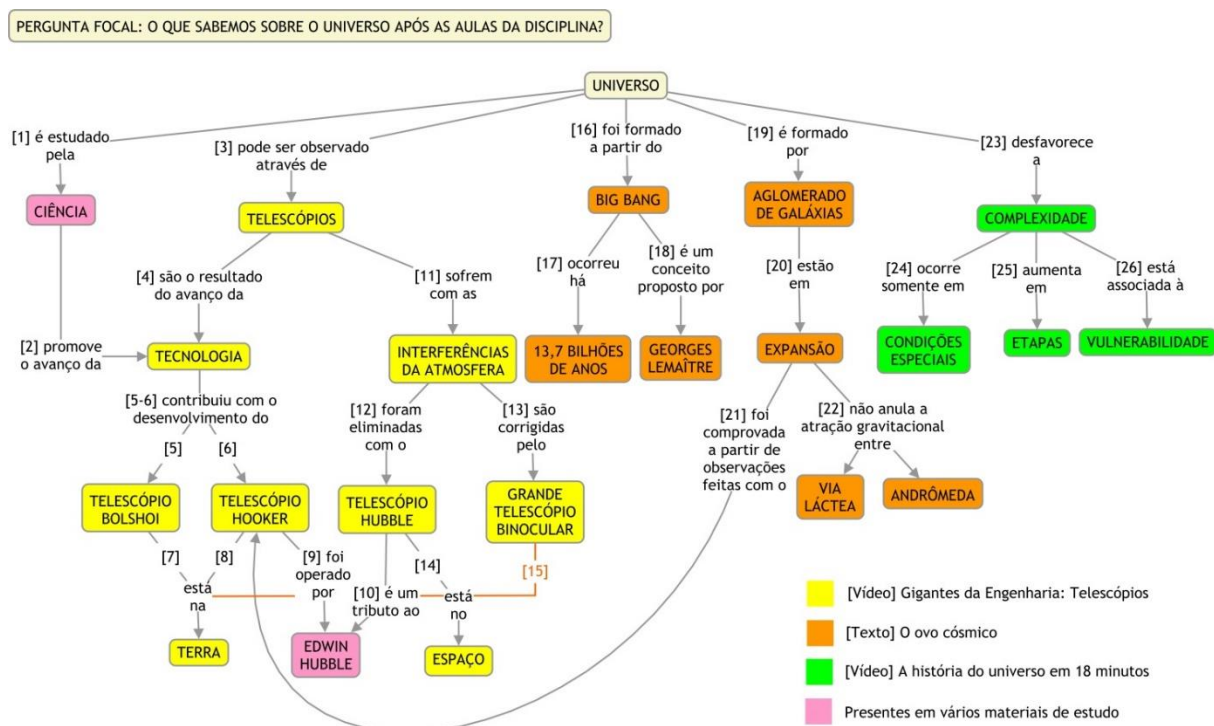 PERGUNTA FOCAL: O QUE SABEMOS SOBRE O UNIVERSO APÓS AS AULAS DA DISCIPLINA?
UNIVERSO
[1] é estudado
pela
[3] pode ser observado
através de
[16] foi formado
a partir do
[19] é formado
por
[23] desfavorece
a
CIÊNCIA
TELESCÓPIOS
BIG BANG
AGLOMERADO
DE GALÁXIAS
COMPLEXIDADE
[4] são o resultado
do avanço da
[11] sofrem
com as
[17] ocorreu
há
[18] é um
conceito
proposto por
[20] estão
em
[24] ocorre
somente em
[25] aumenta
em
[26] está
associada à
[2] promove
o avanço da
TECNOLOGIA
INTERFERÊNCIAS
DA ATMOSFERA
13,7 BILHÕES
DE ANOS
GEORGES
LEMAÎTRE
EXPANSÃO
CONDIÇÕES
ESPECIAIS
ETAPAS
VULNERABILIDADE
[5-6] contribuiu com o
desenvolvimento do
[5]
[6]
[12] foram
eliminadas
com o
[13] são
corrigidas
pelo
[21] foi
comprovada
a partir de
observações
feitas com o
[22] não anula a
atração gravitacional
entre
TELESCÓPIO
BOLSHOI
TELESCÓPIO
HOOKER
TELESCÓPIO
HUBBLE
GRANDE
TELESCÓPIO
BINOCULAR
VIA
LÁCTEA
ANDRÔMEDA
[7]
[8]
está
na
[9] foi
operado
por
[10] é um
tributo ao
[14]
está
no
[15]
TERRA
EDWIN
HUBBLE
ESPAÇO
[Vídeo] Gigantes da Engenharia: Telescópios
[Texto] O ovo cósmico
[Vídeo] A história do universo em 18 minutos
Presentes em vários materiais de estudo